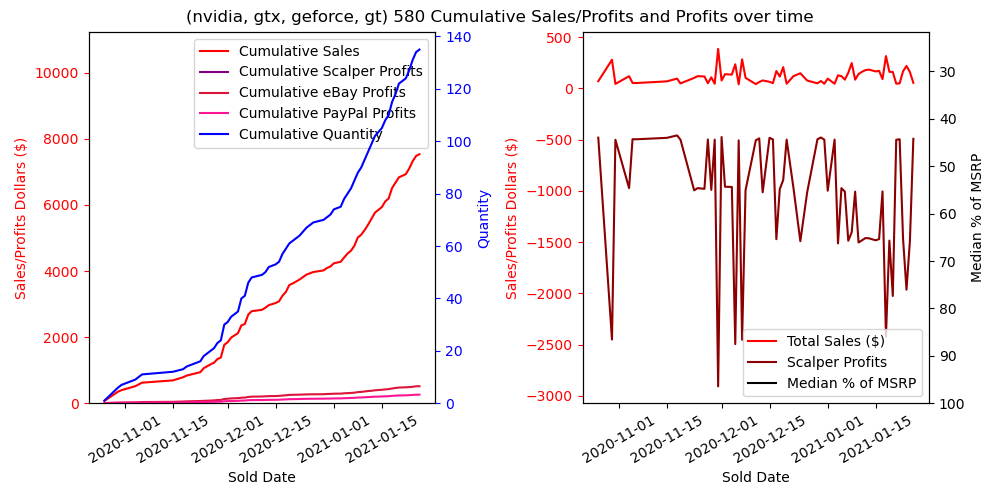 (nvidia, gtx, geforce, gt) 580 Cumulative Sales/Profits and Profits over time
Cumulative Sales
Cumulative Scalper Profits
Cumulative eBay Profits
Cumulative PayPal Profits
Cumulative Quantity
Sales/Profits Dollars ($)
10000
8000
6000
4000
2000
0
Quantity
140
120
100
80
60
40
20
0
2020-11-01
2020-11-15
2020-12-01
2020-12-15
2021-01-01
2021-01-15
Sold Date
Sales/Profits Dollars ($)
500
0
−500
−1000
−1500
−2000
−2500
−3000
Total Sales ($)
Scalper Profits
Median % of MSRP
30
40
50
60
70
80
90
100
Median % of MSRP
2020-11-01
2020-11-15
2020-12-01
2020-12-15
2021-01-01
2021-01-15
Sold Date